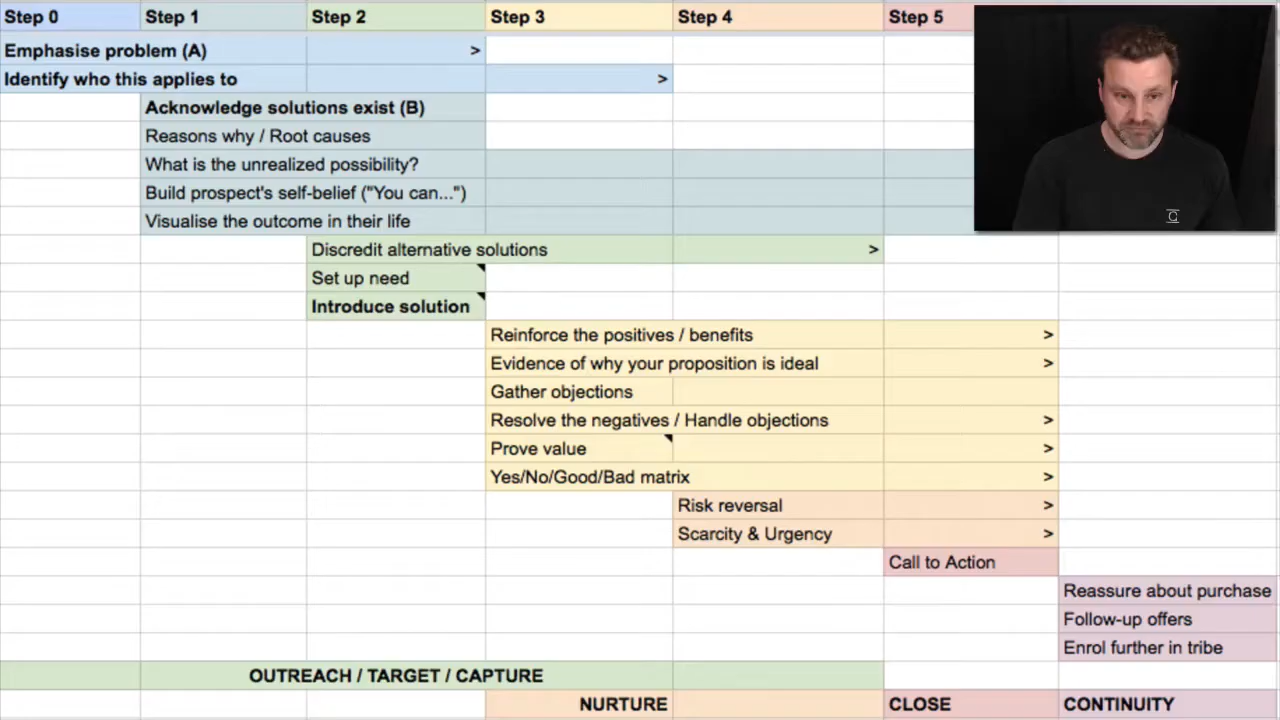 Step 0 Step 1 Step 2 Step 3 Step 4 Step 5
Emphasise problem (A) >
Identify who this applies to >
Acknowledge solutions exist (B)
Reasons why / Root causes
What is the unrealized possibility?
Build prospect's self-belief ("You can...")
Visualise the outcome in their life
Discredit alternative solutions >
Set up need
Introduce solution
Reinforce the positives / benefits >
Evidence of why your proposition is ideal >
Gather objections
Resolve the negatives / Handle objections >
Prove value >
Yes/No/Good/Bad matrix >
Risk reversal >
Scarcity & Urgency >
Call to Action
Reassure about purchase
Follow-up offers
Enrol further in tribe
OUTREACH / TARGET / CAPTURE
NURTURE CLOSE CONTINUITY